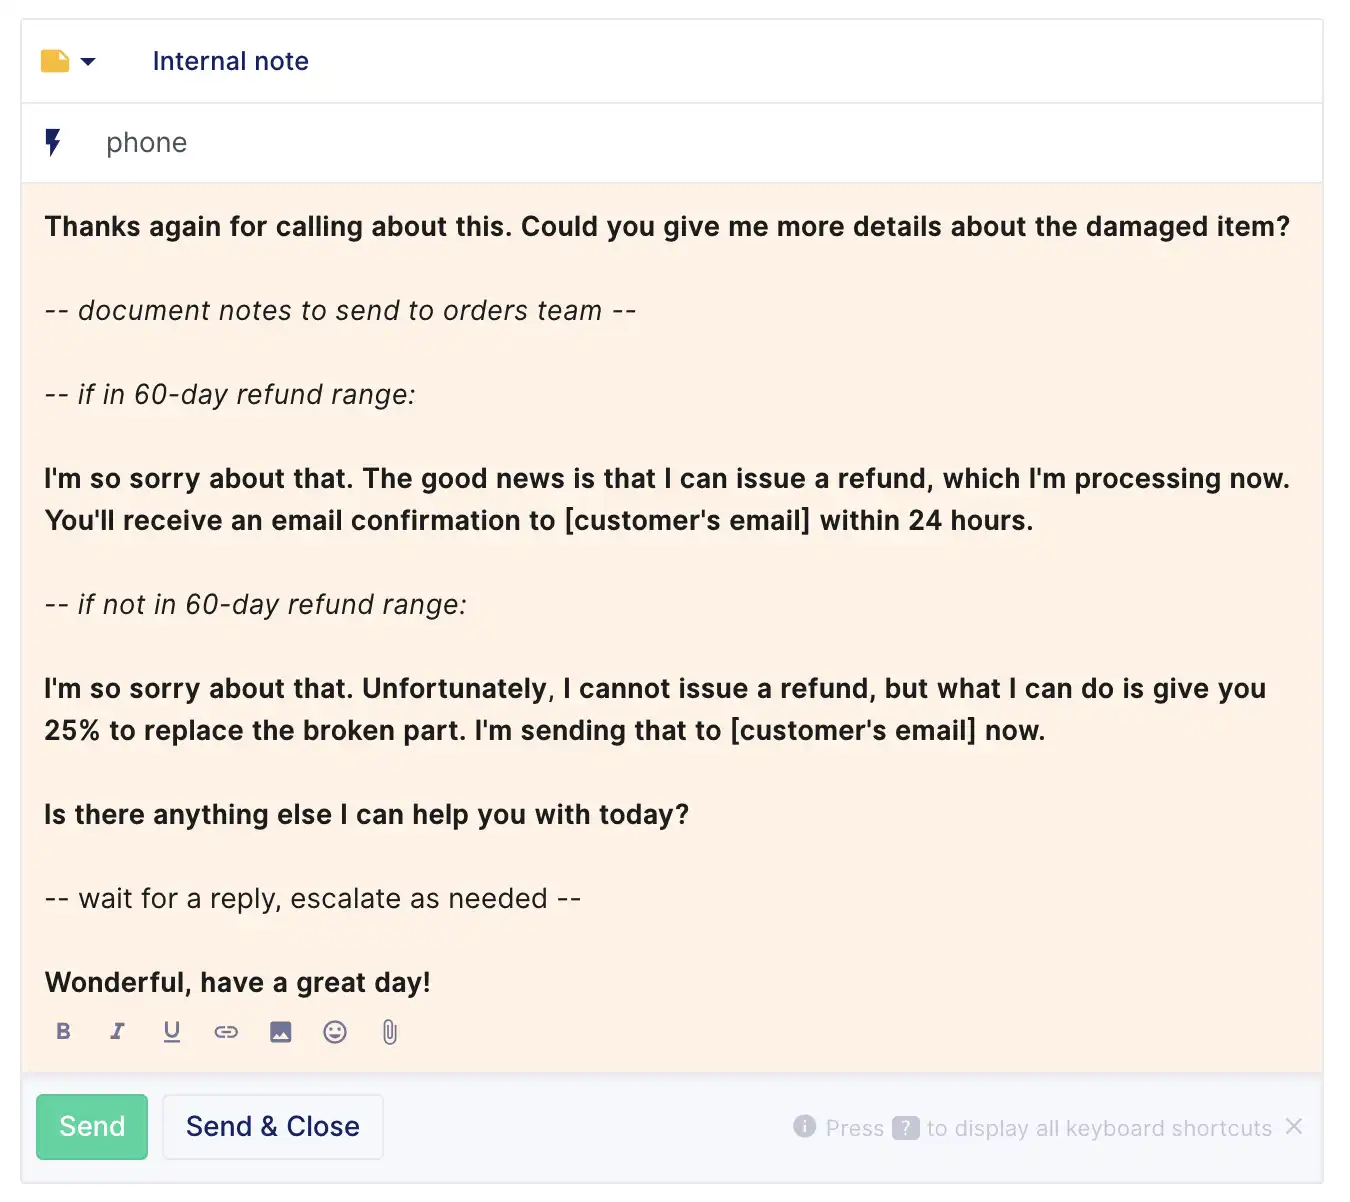 Internal note
phone
Thanks again for calling about this. Could you give me more details about the damaged item?
-- document notes to send to orders team --
-- if in 60-day refund range:
I'm so sorry about that. The good news is that I can issue a refund, which I'm processing now.
You'll receive an email confirmation to [customer's email] within 24 hours.
-- if not in 60-day refund range:
I'm so sorry about that. Unfortunately, I cannot issue a refund, but what I can do is give you
25% to replace the broken part. I'm sending that to [customer's email] now.
Is there anything else I can help you with today?
-- wait for a reply, escalate as needed --
Wonderful, have a great day!
B I U
Send Send & Close Press ? to display all keyboard shortcuts